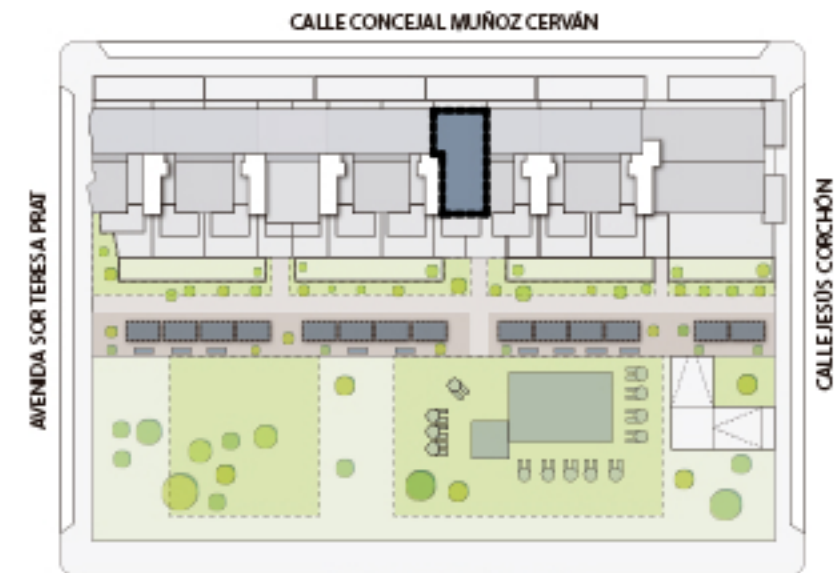 CALLE CONCEJAL MUÑOZ CERVÁN
AVENIDA SOR TERESA PRAT
CALLE JESÚS CORCHÓN